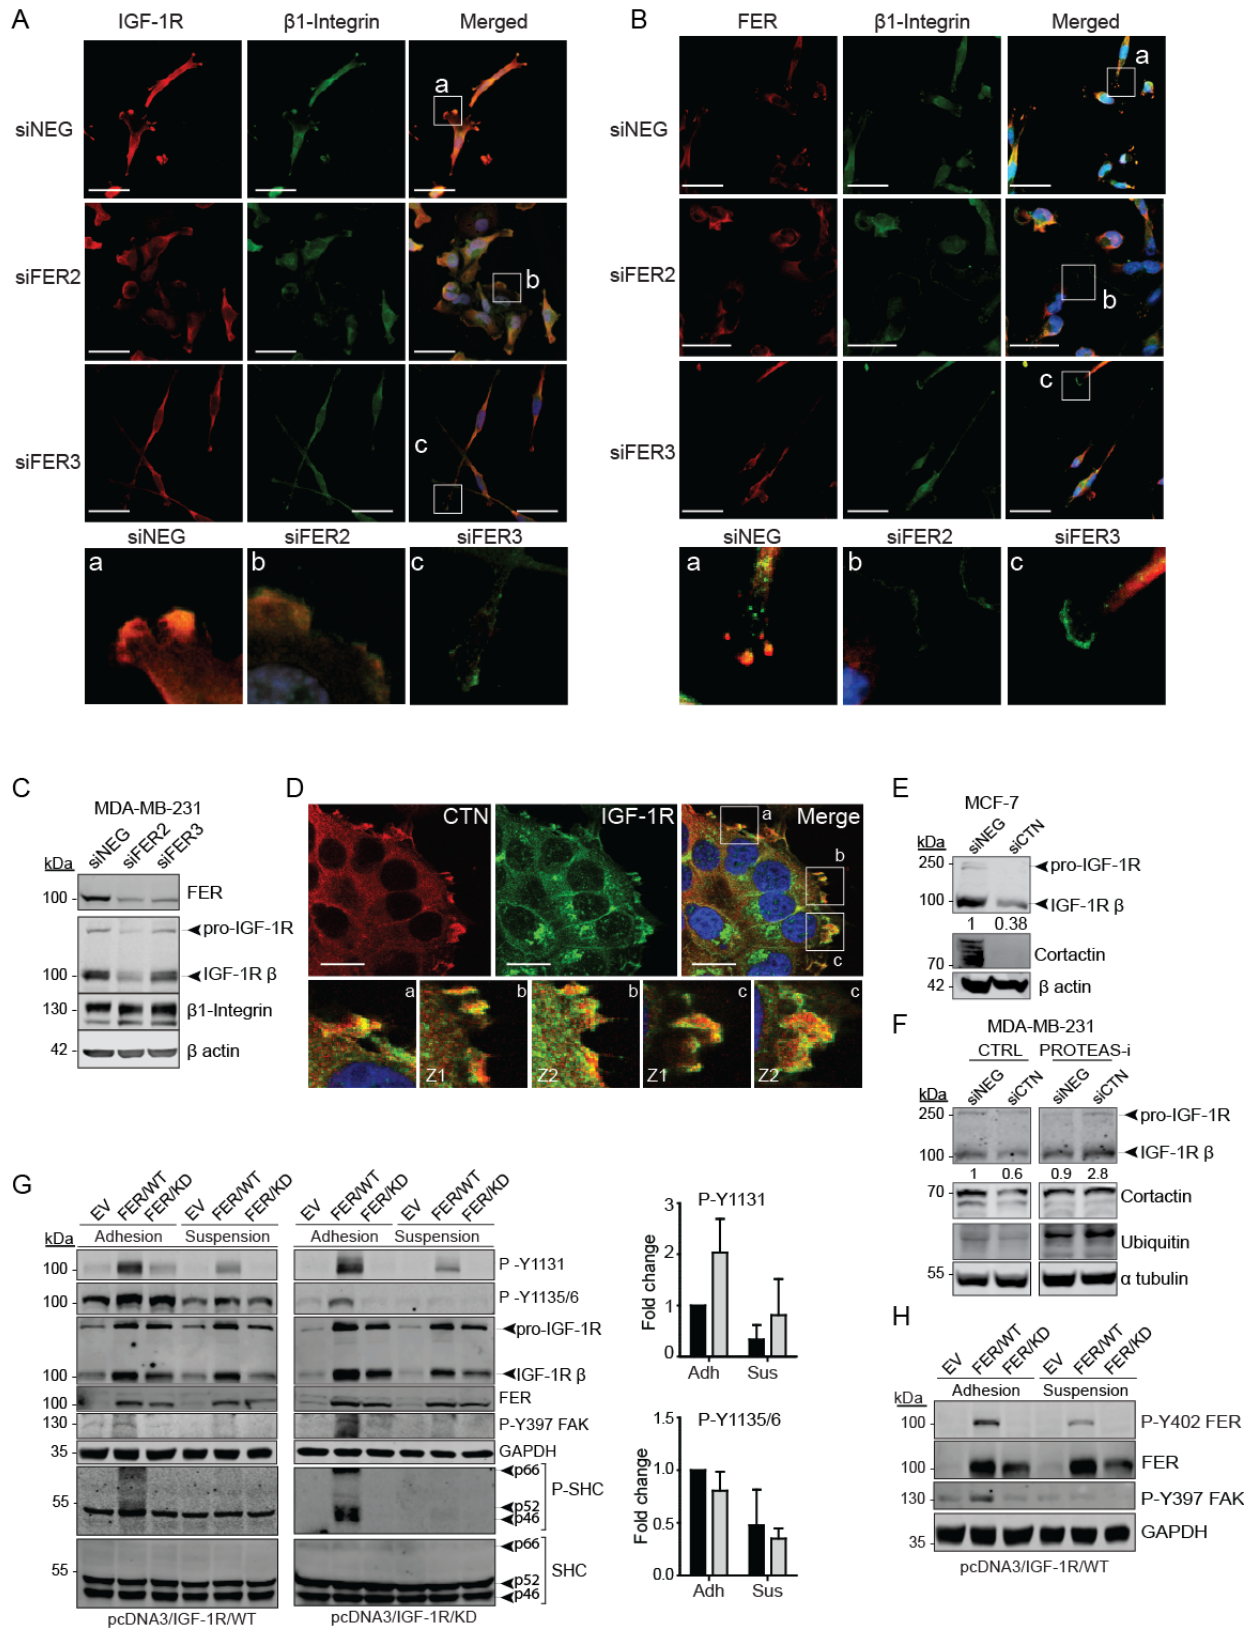 A
IGF-1R β1-Integrin Merged
siNEG
a
siFER2
b
siFER3
c
siNEG siFER2 siFER3
a b c
B
FER β1-Integrin Merged
siNEG
a
siFER2
b
siFER3
c
siNEG siFER2 siFER3
a b c
C
MDA-MB-231
siNEG siFER2 siFER3
kDa
100 FER
pro-IGF-1R
100 IGF-1R β
130 β1-Integrin
42 β actin
D
CTN IGF-1R Merge
a
b
c
a b b c c
Z1 Z2 Z1 Z2
E
MCF-7
siNEG siCTN
kDa
250 pro-IGF-1R
100 IGF-1R β
1 0.38
70 Cortactin
42 β actin
F
MDA-MB-231
CTRL PROTEAS-i
siNEG siCTN siNEG siCTN
kDa
250 pro-IGF-1R
100 IGF-1R β
1 0.6 0.9 2.8
70 Cortactin
Ubiquitin
55 α tubulin
G
EV FER/WT FER/KD EV FER/WT FER/KD EV FER/WT FER/KD EV FER/WT FER/KD
kDa Adhesion Suspension Adhesion Suspension
100 P -Y1131
100 P -Y1135/6
pro-IGF-1R
100 IGF-1R β
100 FER
130 P-Y397 FAK
35 GAPDH
p66
P-SHC
55 p52
p46
p66
SHC
55 p52
p46
pcDNA3/IGF-1R/WT pcDNA3/IGF-1R/KD
P-Y1131
Fold change
3
2
1
0
Adh Sus
P-Y1135/6
Fold change
1.5
1.0
0.5
0.0
Adh Sus
H
EV FER/WT FER/KD EV FER/WT FER/KD
kDa Adhesion Suspension
100 P-Y402 FER
100 FER
130 P-Y397 FAK
35 GAPDH
pcDNA3/IGF-1R/WT